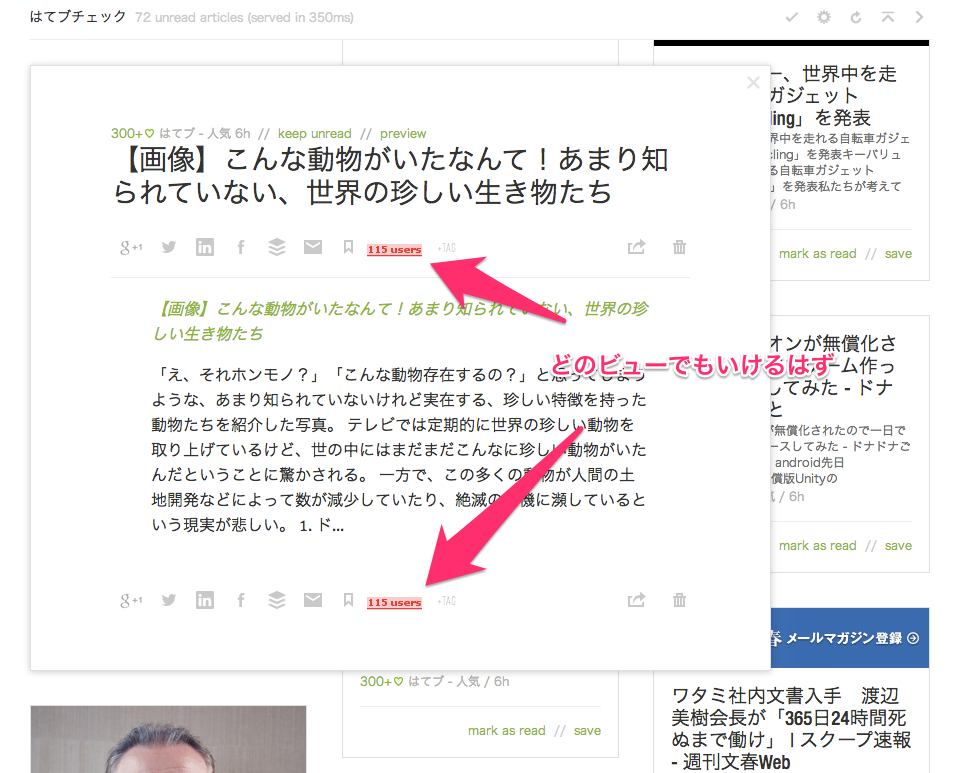 はてブチェック 72 unread articles (served in 350ms)
300+♡ はてブ - 人気 6h // keep unread // preview
【画像】こんな動物がいたなんて！あまり知
られていない、世界の珍しい生き物たち
g+1 in f 115 users +TAG
【画像】こんな動物がいたなんて！あまり知られていない、世界の珍
しい生き物たち
どのビューでもいけるはず
「え、それホンモノ？」「こんな動物存在するの？」と思ってしまう
ような、あまり知られていないけれど実在する、珍しい特徴を持った
動物たちを紹介した写真。 テレビでは定期的に世界の珍しい動物を
取り上げているけど、世の中にはまだまだこんなに珍しい動物がいた
んだということに驚かされる。 一方で、この多くの動物が人間の土
地開発などによって数が減少していたり、絶滅の危機に瀕していると
いう現実が悲しい。 1. ド...
g+1 in f 115 users +TAG
300+♡ はてブ - 人気 / 6h
mark as read // save
ー、世界中を走
ガジェット
ling」を発表
界中を走れる自転車ガジェ
ling」を発表キーバリュ
る自転車ガジェット
」を発表私たちが考えて
/ 6h
mark as read // save
オンが無償化さ
ーム作っ
してみた - ドナ
と
が無償化されたので一日で
ースしてみた - ドナドナご
android先日
償版Unityの
/ 6h
mark as read // save
春 メールマガジン登録
ワタミ社内文書入手　渡辺
美樹会長が「365日24時間死
ぬまで働け」 | スクープ速報
- 週刊文春Web